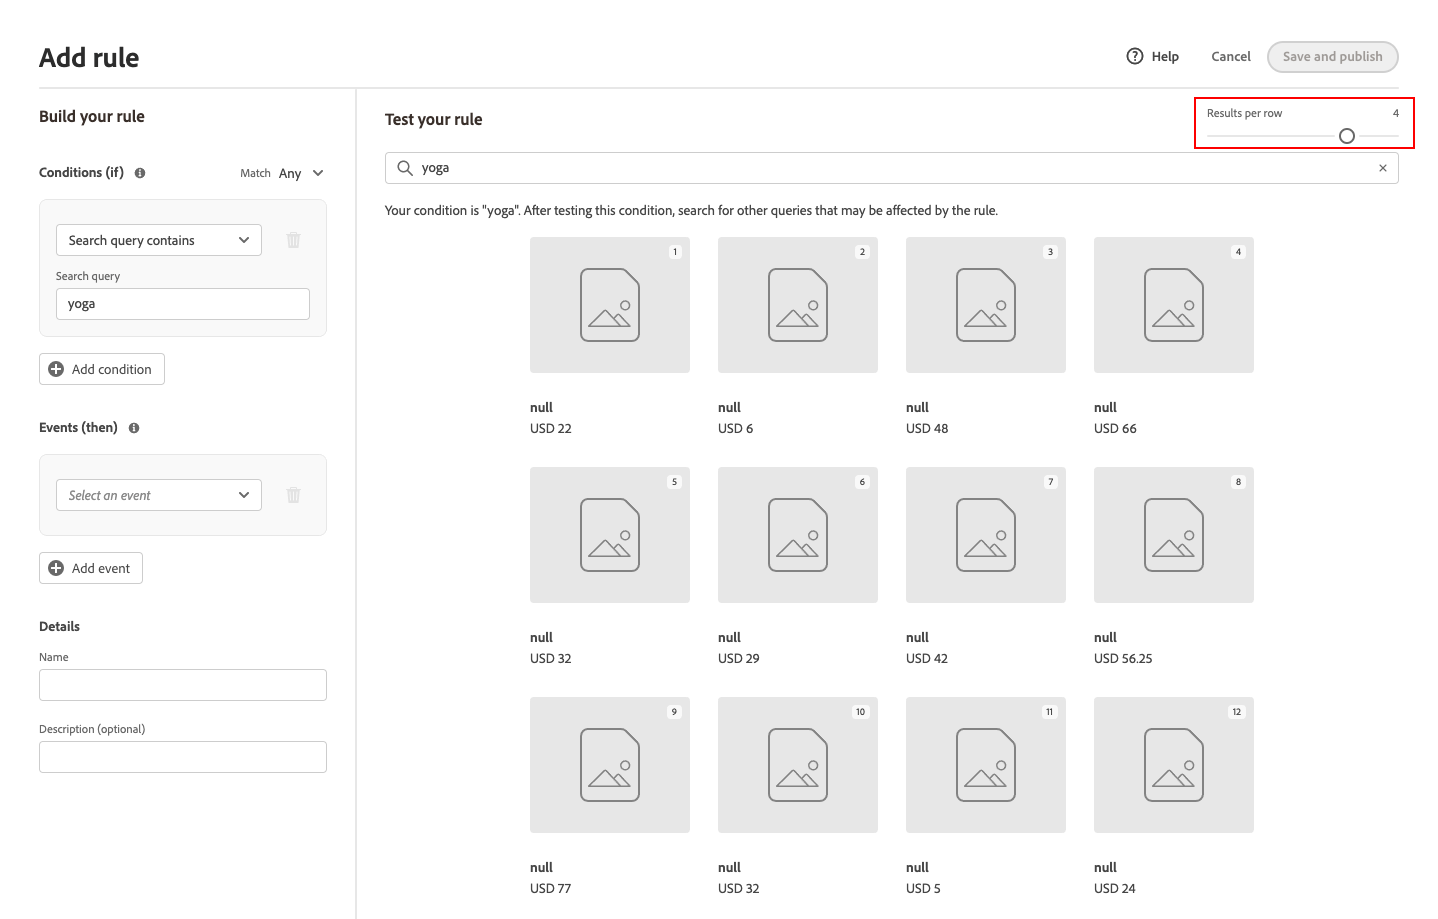 Add rule
Help
Cancel
Save and publish
Build your rule
Conditions (if)
Match Any
Search query contains
Search query
yoga
Add condition
Events (then)
Select an event
Add event
Details
Name
Description (optional)
Test your rule
Results per row 4
yoga
Your condition is "yoga". After testing this condition, search for other queries that may be affected by the rule.
1 2 3 4
null null null null
USD 22 USD 6 USD 48 USD 66
5 6 7 8
null null null null
USD 32 USD 29 USD 42 USD 56.25
9 10 11 12
null null null null
USD 77 USD 32 USD 5 USD 24